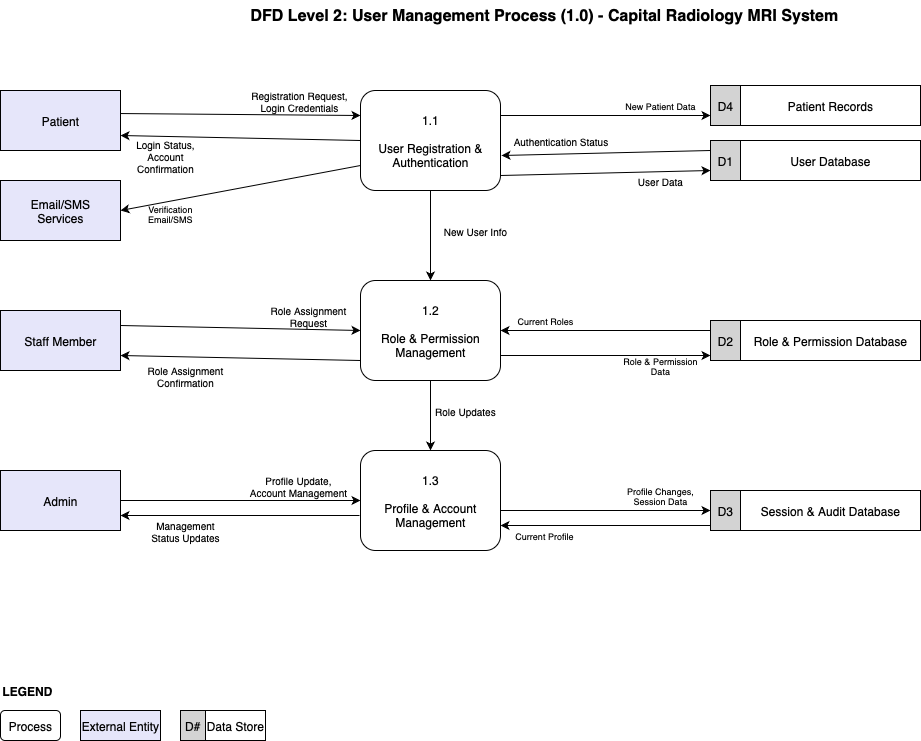 DFD Level 2: User Management Process (1.0) - Capital Radiology MRI System
Patient
Registration Request,
Login Credentials
Login Status,
Account
Confirmation
1.1
User Registration &
Authentication
New Patient Data
D4
Patient Records
Authentication Status
D1
User Database
User Data
Email/SMS
Services
Verification
Email/SMS
New User Info
Staff Member
Role Assignment
Request
Role Assignment
Confirmation
1.2
Role & Permission
Management
Current Roles
D2
Role & Permission Database
Role & Permission
Data
Role Updates
Admin
Profile Update,
Account Management
Management
Status Updates
1.3
Profile & Account
Management
Profile Changes,
Session Data
D3
Session & Audit Database
Current Profile
LEGEND
Process
External Entity
D#
Data Store